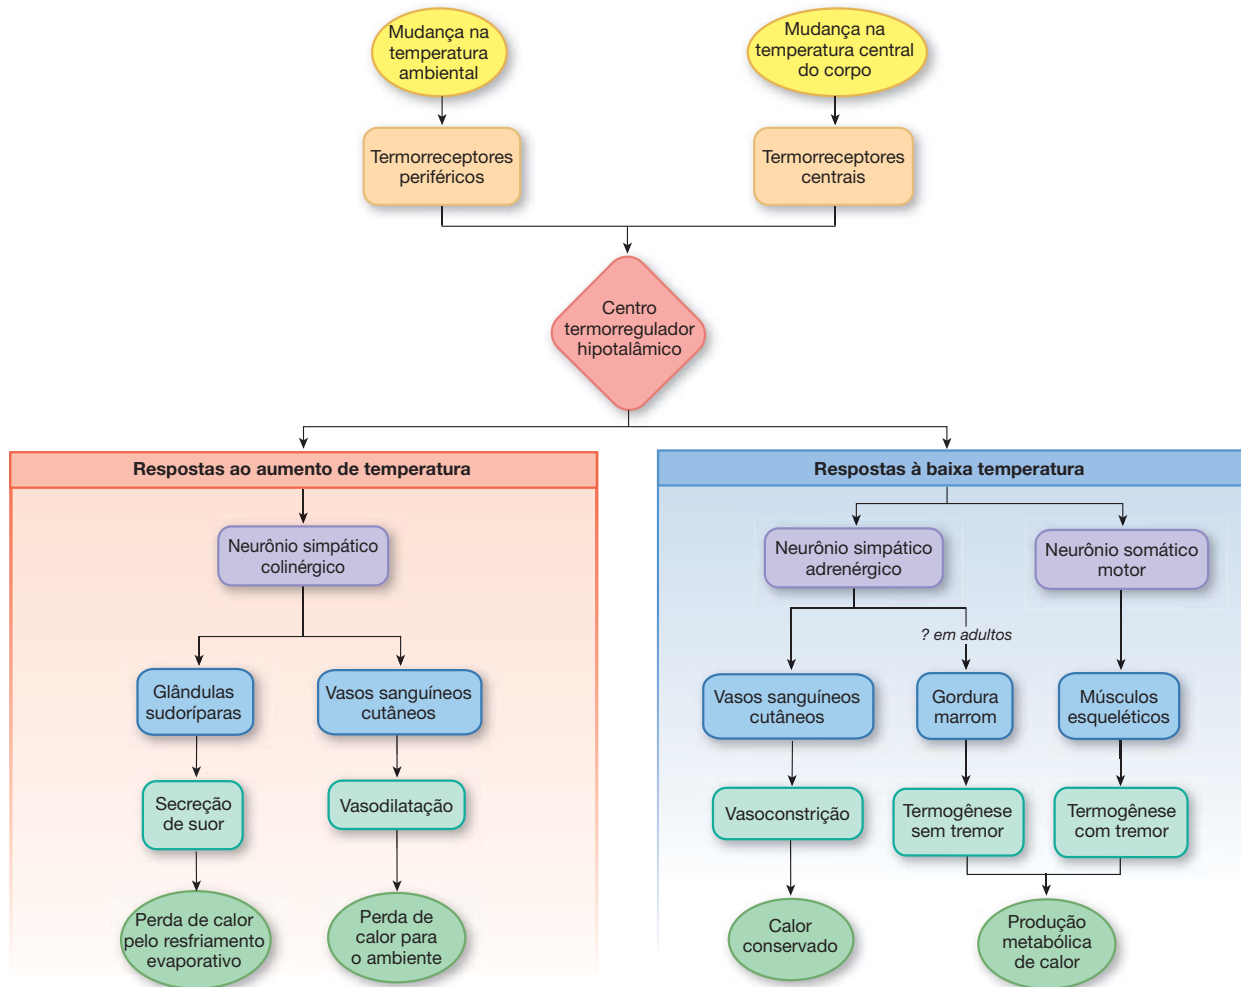 Mudança na
temperatura
ambiental
Mudança na
temperatura central
do corpo
Termorreceptores
periféricos
Termorreceptores
centrais
Centro
termorregulador
hipotalâmico
Respostas ao aumento de temperatura
Respostas à baixa temperatura
Neurônio simpático
colinérgico
Neurônio simpático
adrenérgico
Neurônio somático
motor
? em adultos
Glândulas
sudoríparas
Vasos sanguíneos
cutâneos
Vasos sanguíneos
cutâneos
Gordura
marrom
Músculos
esqueléticos
Secreção
de suor
Vasodilatação
Vasoconstrição
Termogênese
sem tremor
Termogênese
com tremor
Perda de calor
pelo resfriamento
evaporativo
Perda de
calor para
o ambiente
Calor
conservado
Produção
metabólica
de calor